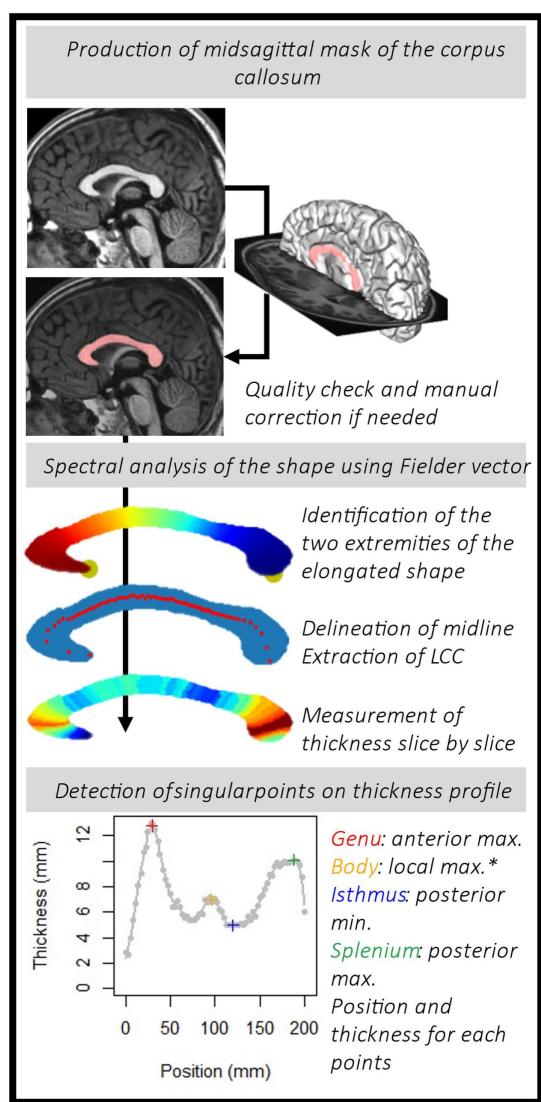 Production of midsagittal mask of the corpus
callosum
Quality check and manual
correction if needed
Spectral analysis of the shape using Fielder vector
Identification of the
two extremities of the
elongated shape
Delineation of midline
Extraction of LCC
Measurement of
thickness slice by slice
Detection ofsingularpoints on thickness profile
Thickness (mm)
12
8
6
4
2
0
0
50
100
150
200
Position (mm)
Genu: anterior max.
Body: local max.*
Isthmus: posterior
min.
Splenium: posterior
max.
Position and
thickness for each
points